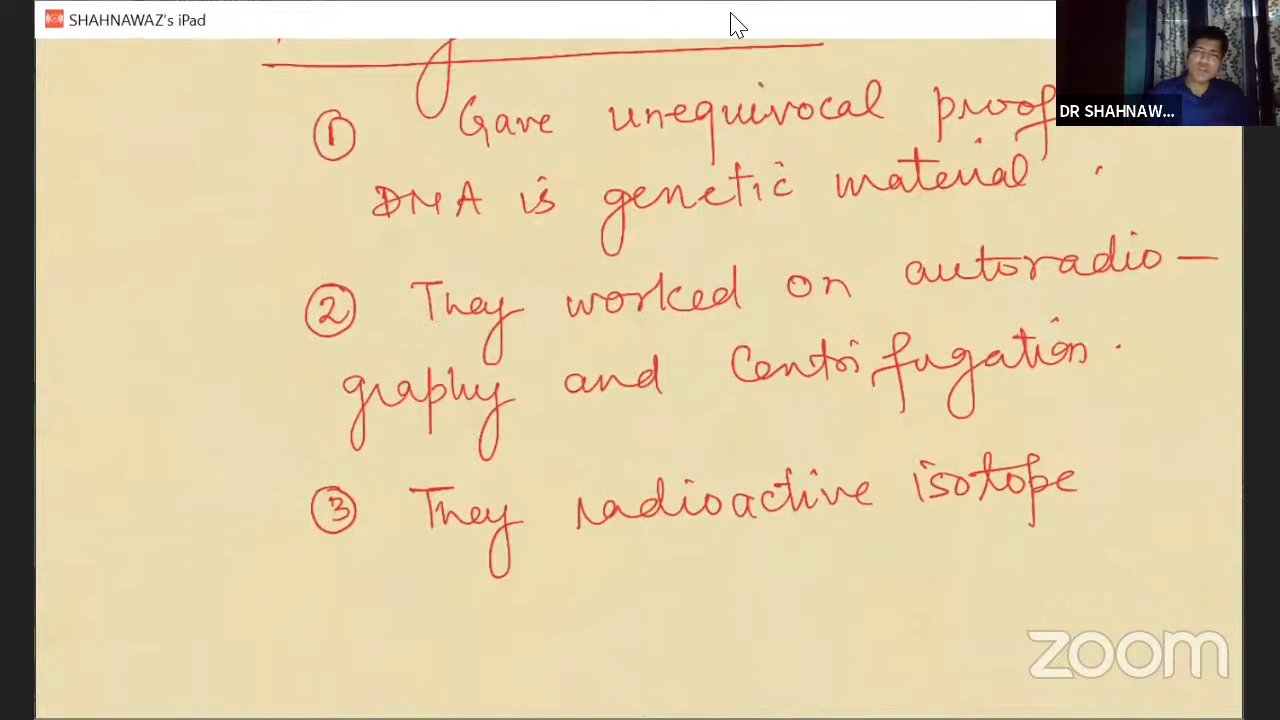 SHAHNAWAZ's iPad
DR SHAHNAW...
① Gave unequivocal proof
DNA is genetic material .
② They worked on autoradio —
graphy and Centrifugation .
③ They radioactive isotope
zoom